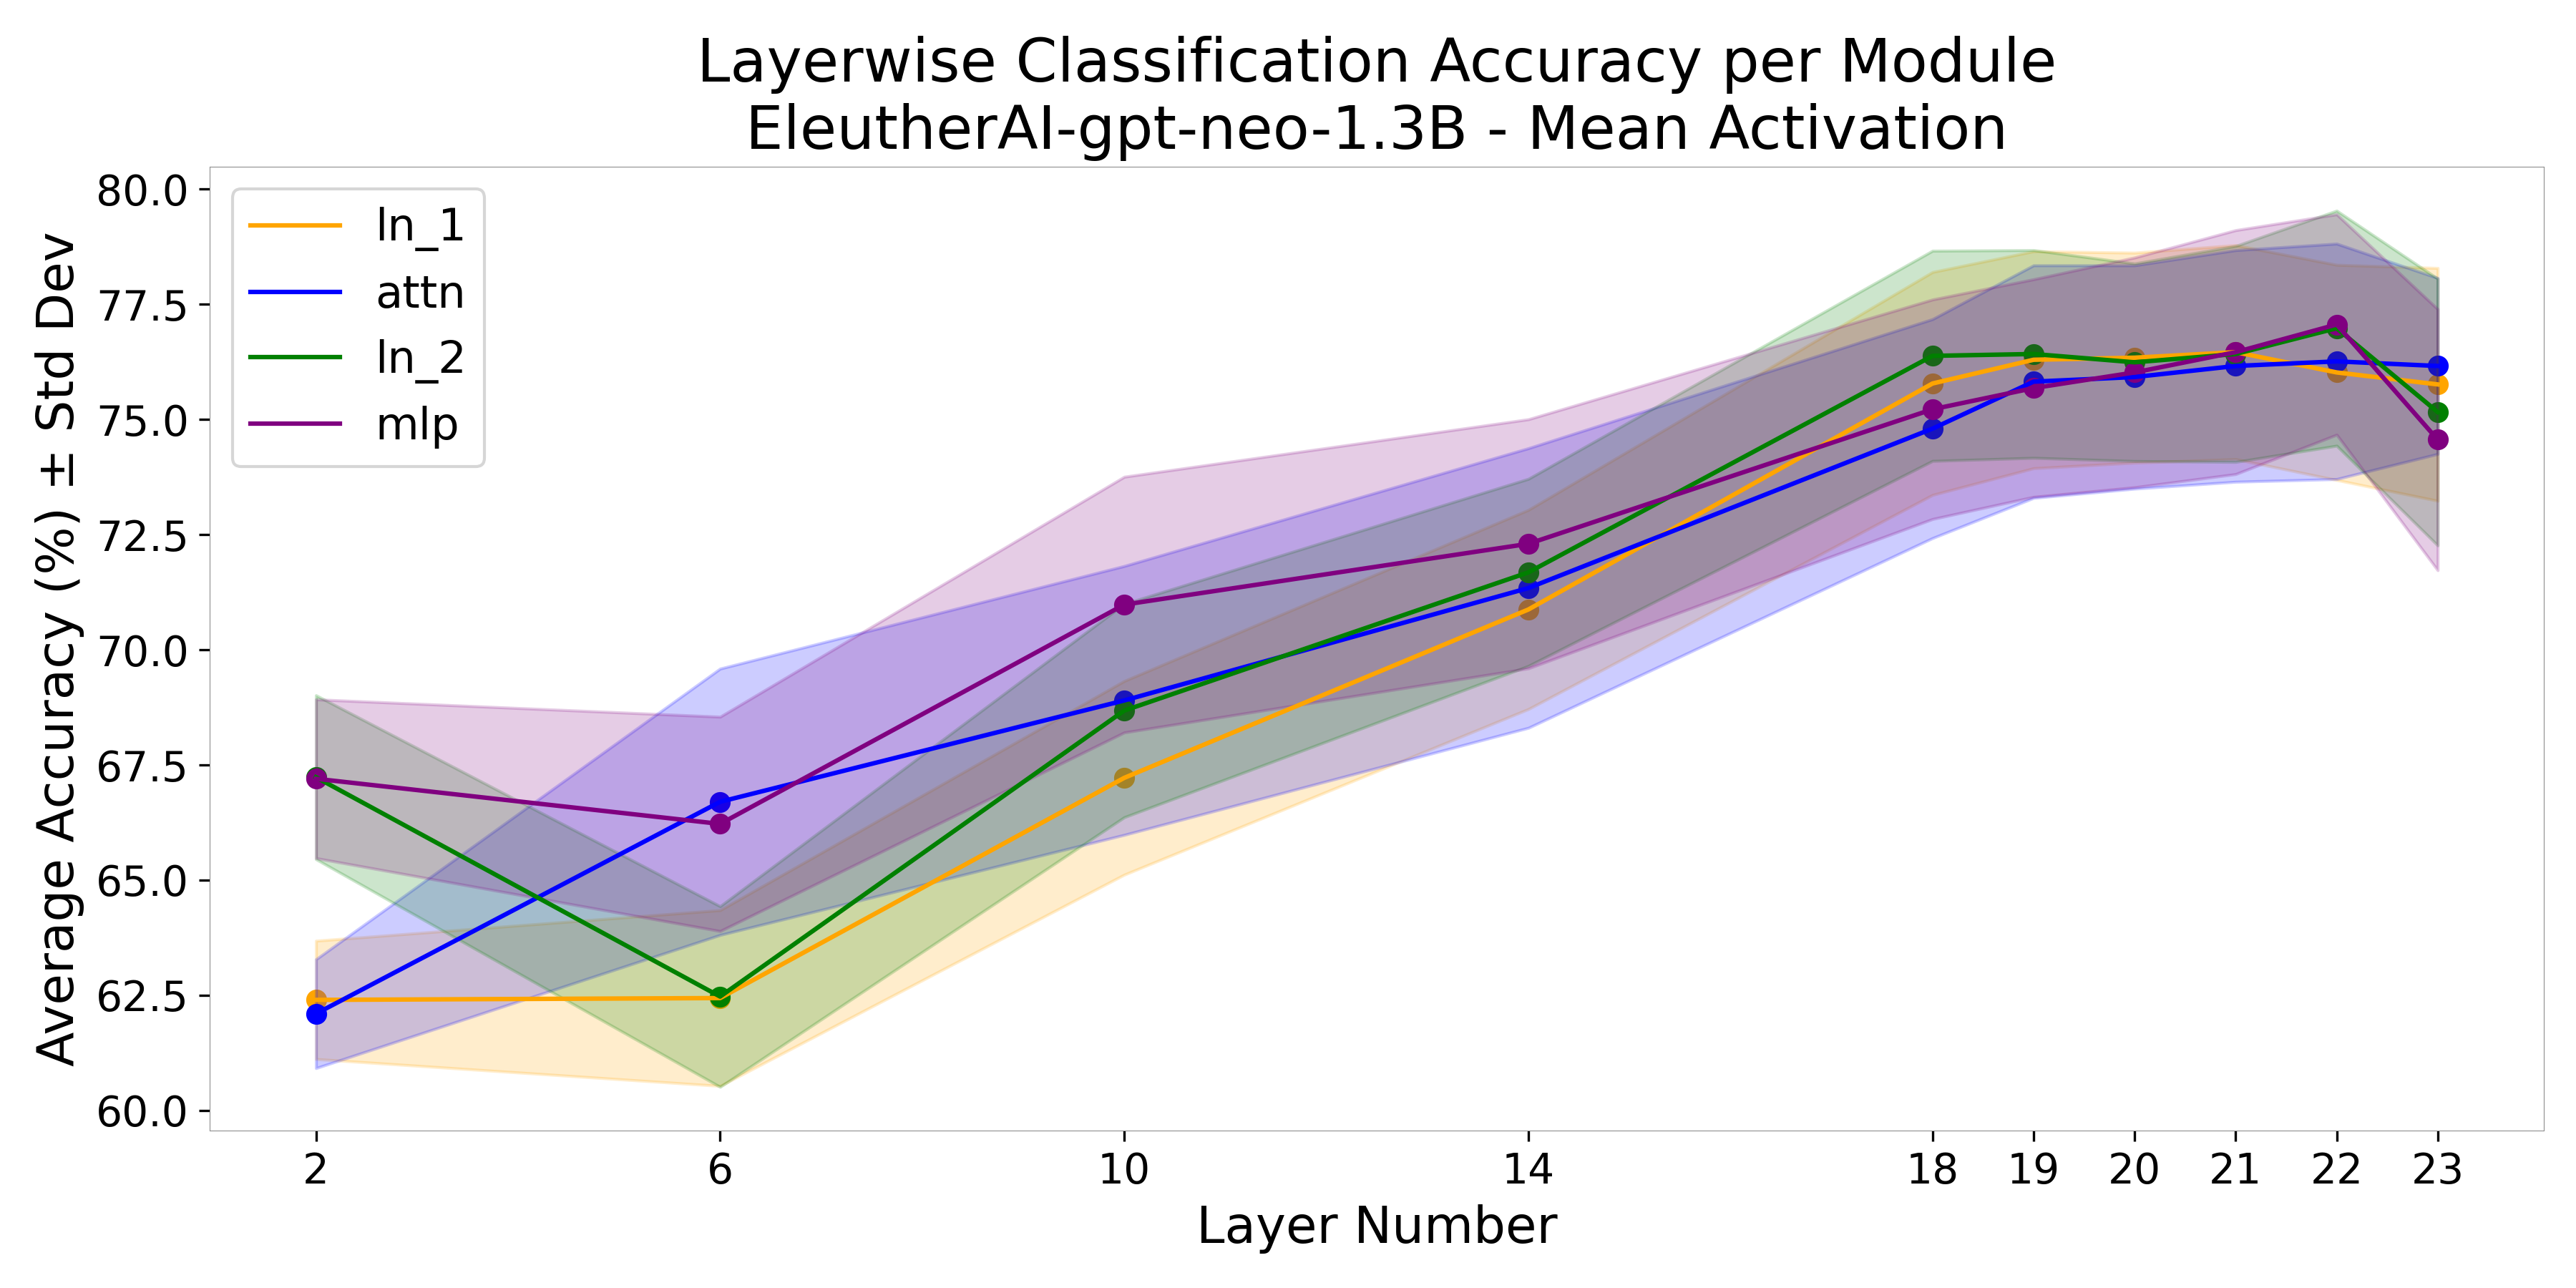 Layerwise Classification Accuracy per Module
EleutherAI-gpt-neo-1.3B - Mean Activation
Average Accuracy (%) ± Std Dev
80.0
77.5
75.0
72.5
70.0
67.5
65.0
62.5
60.0
ln_1
attn
ln_2
mlp
2 6 10 14 18 19 20 21 22 23
Layer Number